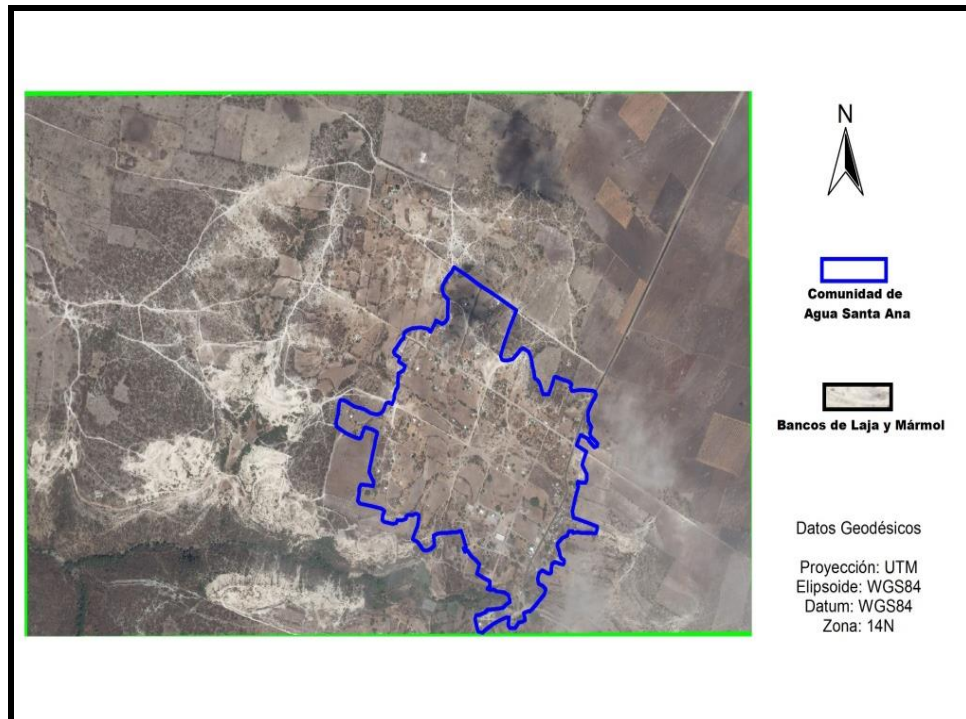 N
Comunidad de
Agua Santa Ana
Bancos de Laja y Mármol
Datos Geodésicos
Proyección: UTM
Elipsoide: WGS84
Datum: WGS84
Zona: 14N